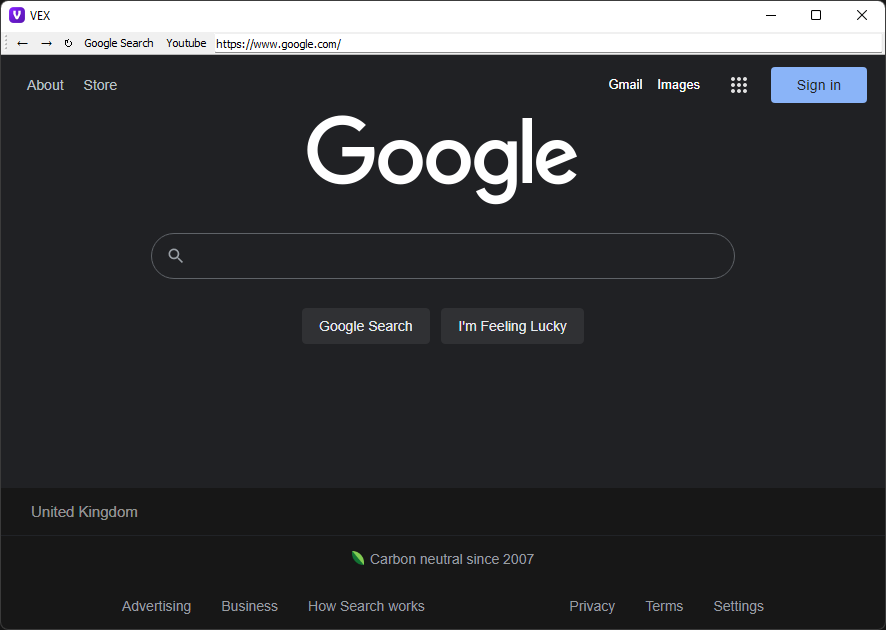 VEX
← → ↻ Google Search Youtube https://www.google.com/
About Store Gmail Images Sign in
Google
Google Search I'm Feeling Lucky
United Kingdom
Carbon neutral since 2007
Advertising Business How Search works Privacy Terms Settings